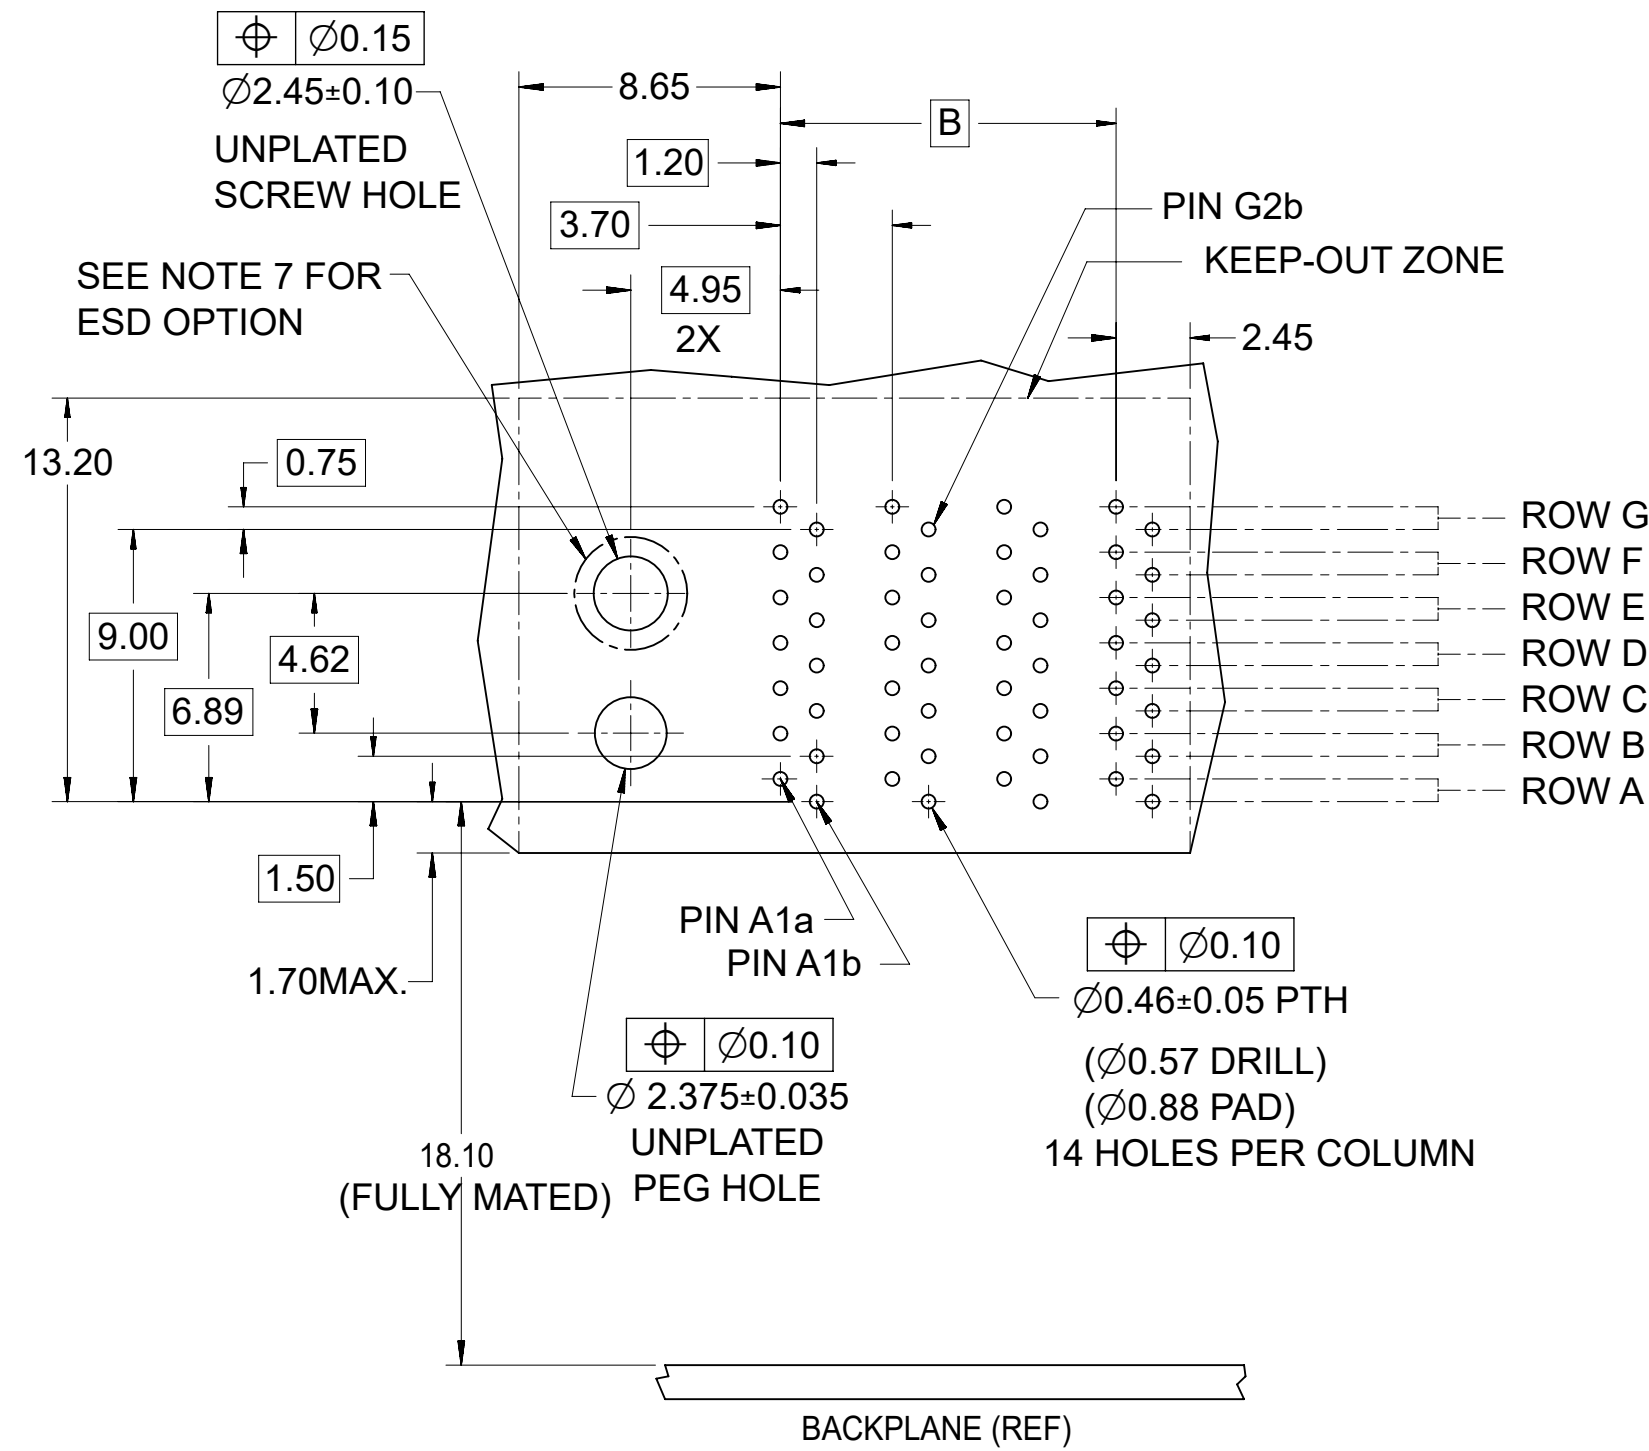 ⌖ ∅0.15
∅2.45±0.10
UNPLATED
SCREW HOLE
8.65
B
1.20
3.70
PIN G2b
KEEP-OUT ZONE
SEE NOTE 7 FOR
ESD OPTION
4.95
2X
2.45
13.20
0.75
ROW G
ROW F
ROW E
ROW D
ROW C
ROW B
ROW A
9.00
4.62
6.89
1.50
1.70MAX.
PIN A1a
PIN A1b
⌖ ∅0.10
∅0.46±0.05 PTH
(∅0.57 DRILL)
(∅0.88 PAD)
14 HOLES PER COLUMN
⌖ ∅0.10
∅ 2.375±0.035
UNPLATED
PEG HOLE
18.10
(FULLY MATED)
BACKPLANE (REF)